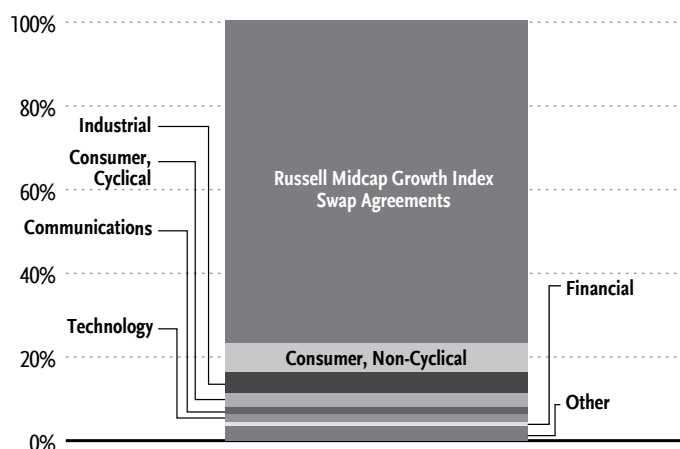 100%
80%
Industrial
Consumer,
Cyclical
Russell Midcap Growth Index
Swap Agreements
60%
Communications
40%
Financial
Technology
20%
Consumer, Non-Cyclical
Other
0%